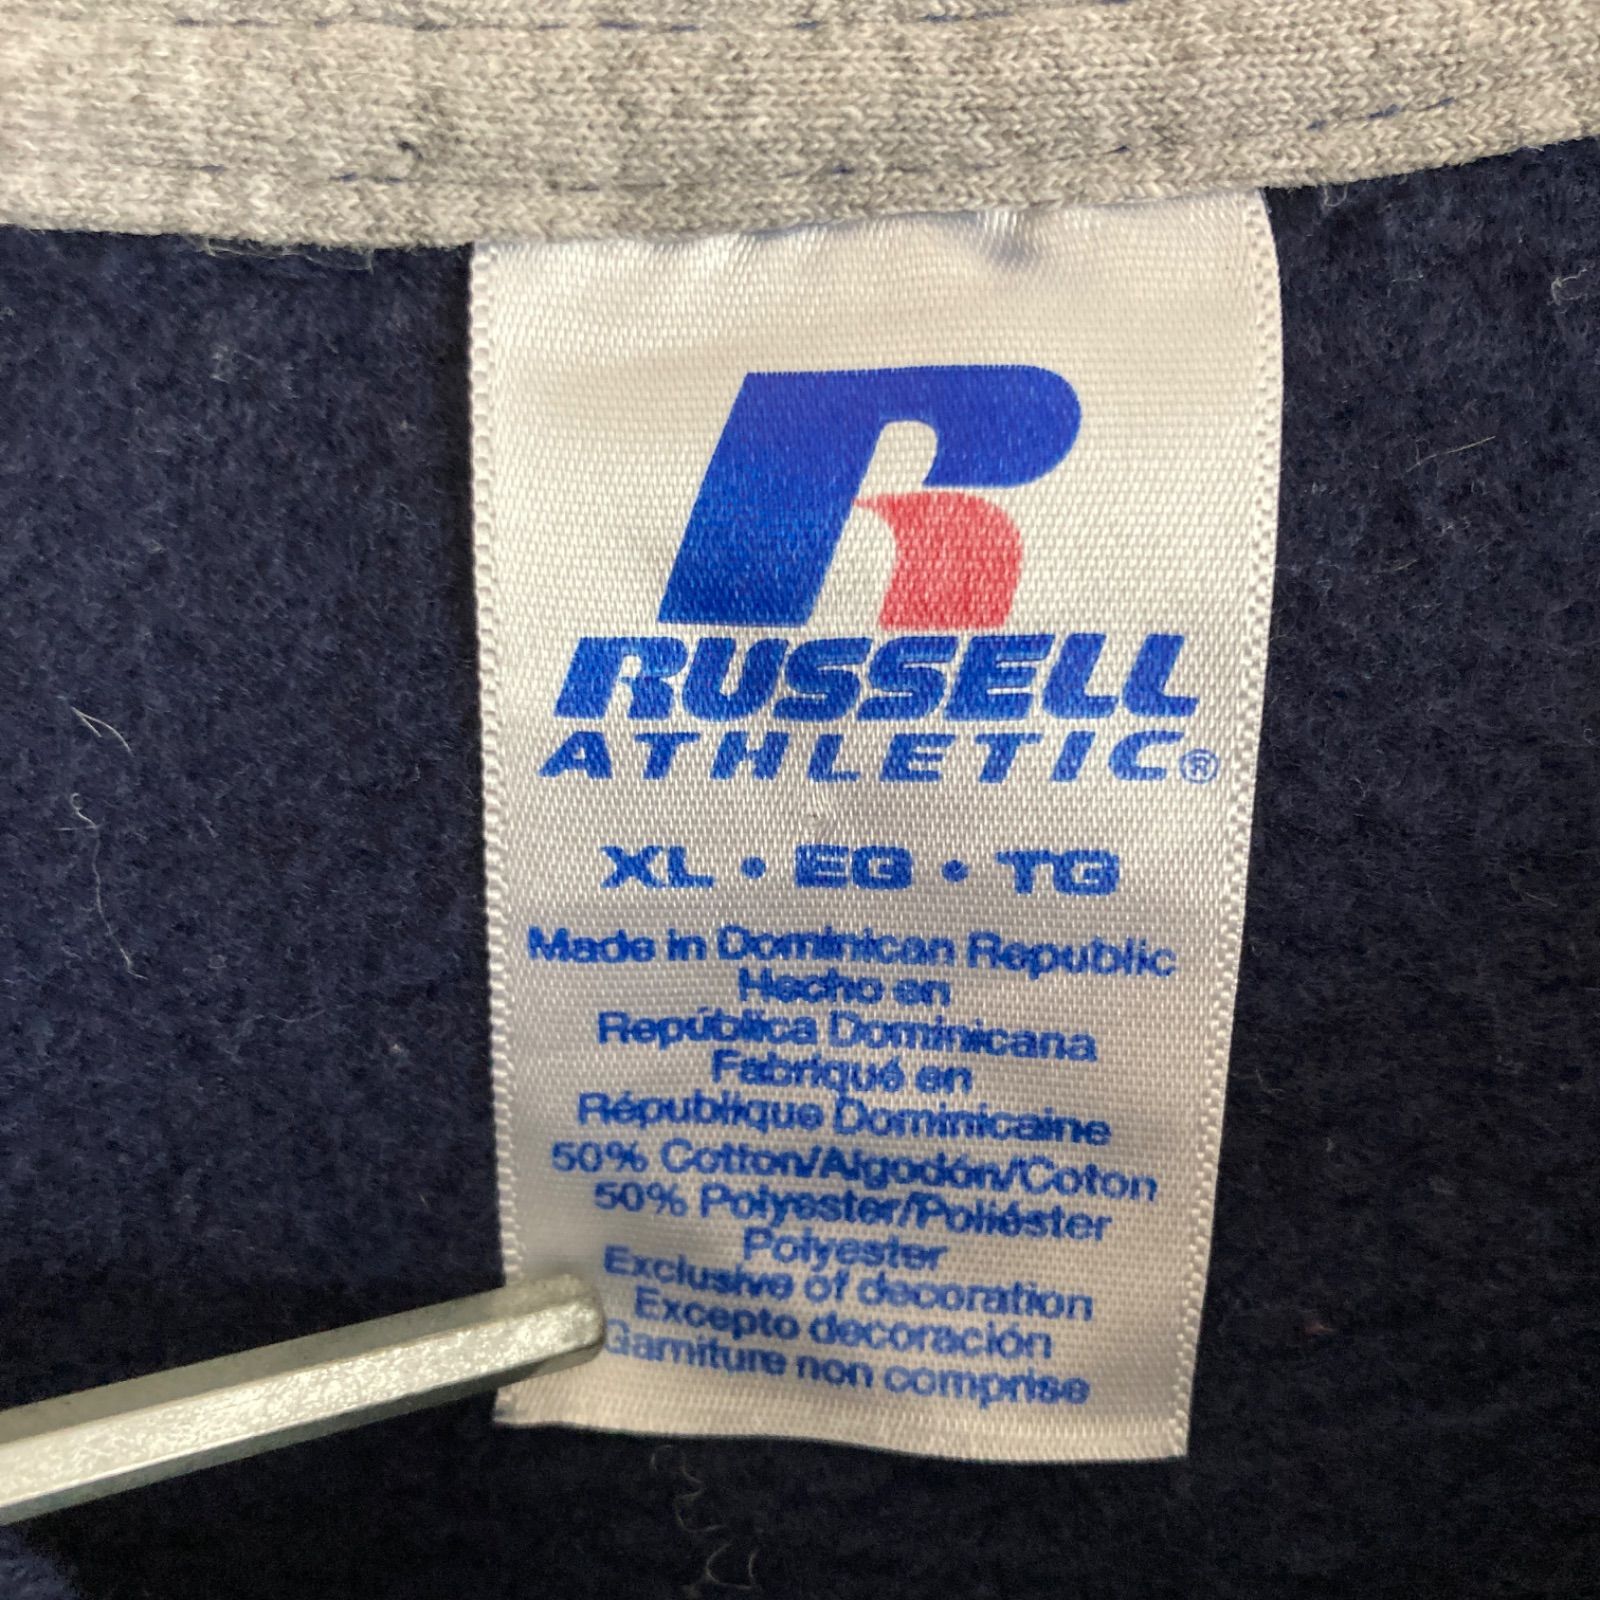 RUSSELL
ATHLETIC®
XL • EG • TG
Made in Dominican Republic
Hecho en
República Dominicana
Fabriqué en
République Dominicaine
50% Cotton/Algodón/Coton
50% Polyester/Poliéster
Polyester
Exclusive of decoration
Excepto decoración
Garniture non comprise